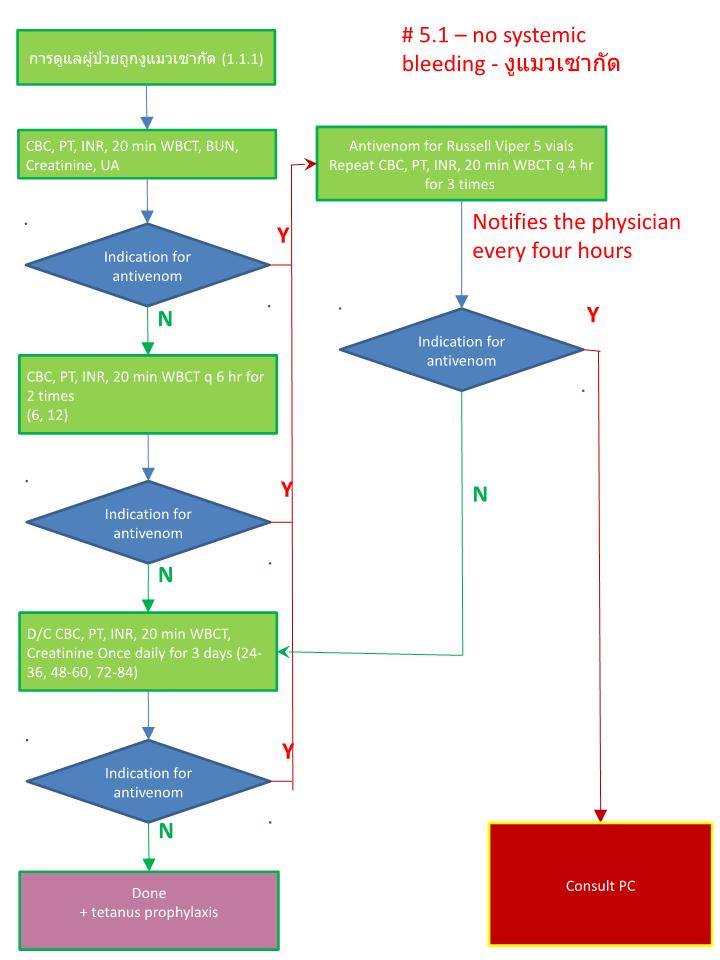 # 5.1 – no systemic
bleeding - งูแมวเซากัด
การดูแลผู้ป่วยถูกงูแมวเซากัด (1.1.1)
CBC, PT, INR, 20 min WBCT, BUN,
Creatinine, UA
Antivenom for Russell Viper 5 vials
Repeat CBC, PT, INR, 20 min WBCT q 4 hr
for 3 times
Notifies the physician
every four hours
Y
Indication for
antivenom
N
Y
Indication for
antivenom
CBC, PT, INR, 20 min WBCT q 6 hr for
2 times
(6, 12)
Y
N
Indication for
antivenom
N
D/C CBC, PT, INR, 20 min WBCT,
Creatinine Once daily for 3 days (24-
36, 48-60, 72-84)
Y
Indication for
antivenom
N
Done
+ tetanus prophylaxis
Consult PC